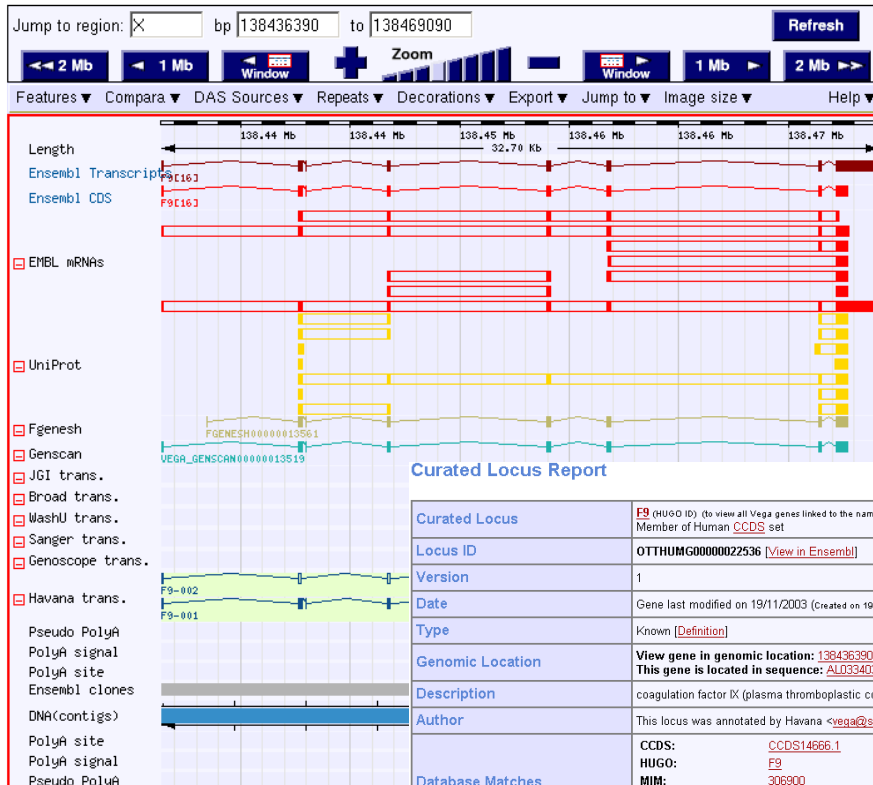 Jump to region: X bp 138436390 to 138469090 Refresh
◄◄ 2 Mb ◄ 1 Mb ◄ Window Zoom Window ► 1 Mb ► 2 Mb ►►
Features ▼ Compara ▼ DAS Sources ▼ Repeats ▼ Decorations ▼ Export ▼ Jump to ▼ Image size ▼ Help ▼
138.44 Mb 138.44 Mb 138.45 Mb 138.46 Mb 138.46 Mb 138.47 Mb
Length 32.70 Kb
Ensembl Transcripts
F9[16]
Ensembl CDS
F9[16]
EMBL mRNAs
UniProt
Fgenesh
FGENESH00000013561
Genscan
VEGA_GENSCAN00000013519
JGI trans.
Broad trans.
WashU trans.
Sanger trans.
Genoscope trans.
Havana trans.
F9-002
F9-001
Pseudo PolyA
PolyA signal
PolyA site
Ensembl clones
DNA(contigs)
PolyA site
PolyA signal
Pseudo PolyA
Curated Locus Report
Curated Locus F9 (HUGO ID) (to view all Vega genes linked to the nam
Member of Human CCDS set
Locus ID OTTHUMG00000022536 [View in Ensembl]
Version 1
Date Gene last modified on 19/11/2003 (Created on 19
Type Known [Definition]
Genomic Location View gene in genomic location: 138436390
This gene is located in sequence: AL033403
Description coagulation factor IX (plasma thromboplastic co
Author This locus was annotated by Havana <vega@s
Database Matches
CCDS: CCDS14666.1
HUGO: F9
MIM: 306900